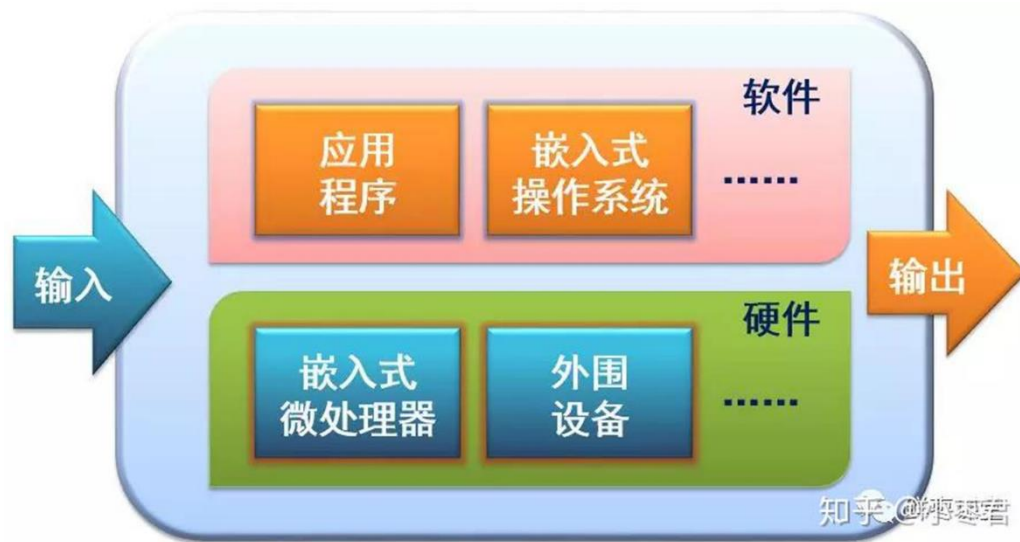 软件
应用
程序
嵌入式
操作系统
......
输入
输出
硬件
嵌入式
微处理器
外围
设备
......
知乎